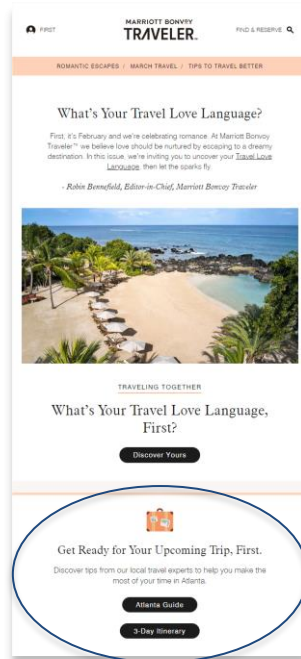 FIRST
MARRIOTT BONVOY
TRAVELER™
FIND & RESERVE
ROMANTIC ESCAPES / MARCH TRAVEL / TIPS TO TRAVEL BETTER
What's Your Travel Love Language?
First, it's February and we're celebrating romance. At Marriott Bonvoy
Traveler™ we believe love should be nurtured by escaping to a dreamy
destination. In this issue, we're inviting you to uncover your Travel Love
Language, then let the sparks fly.
- Robin Bennefield, Editor-in-Chief, Marriott Bonvoy Traveler
TRAVELING TOGETHER
What's Your Travel Love Language,
First?
Discover Yours
Get Ready for Your Upcoming Trip, First.
Discover tips from our local travel experts to help you make the
most of your time in Atlanta.
Atlanta Guide
3-Day Itinerary